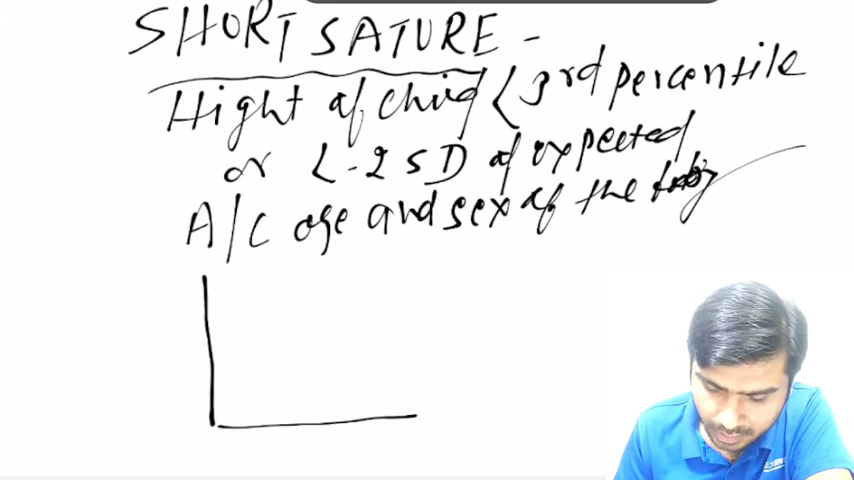 SHORT SATURE -
Hight of child < 3rd percentile
or < -2 SD of expected
A/C age and sex of the